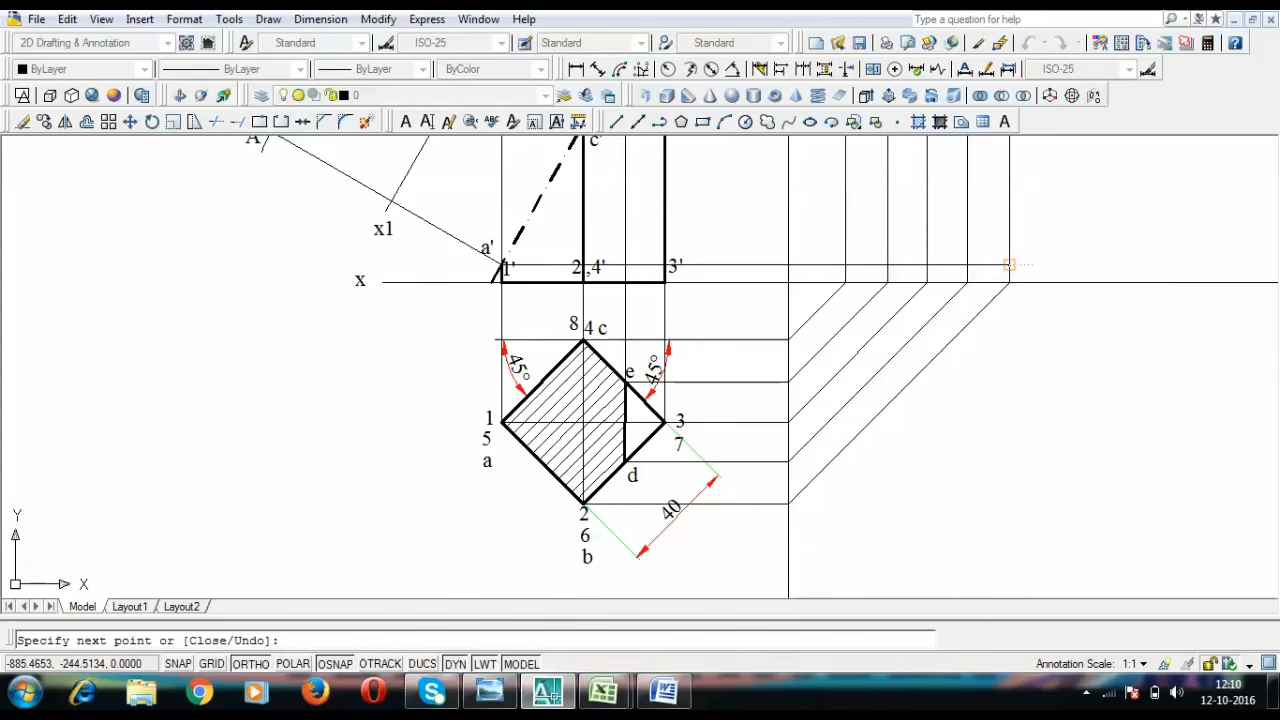 File Edit View Insert Format Tools Draw Dimension Modify Express Window Help
Type a question for help
2D Drafting & Annotation Standard ISO-25 Standard Standard
ByLayer ByLayer ByLayer ByColor ISO-25
0
A
c'
x1
a'
1' 2 ,4' 3'
x
8 4 c
45° 45°
e
1 3
5 7
a d
40
2
6
b
Y
X
Model Layout1 Layout2
Specify next point or [Close/Undo]:
-885.4653, -244.5134, 0.0000 SNAP GRID ORTHO POLAR OSNAP OTRACK DUCS DYN LWT MODEL Annotation Scale: 1:1
12:10
12-10-2016